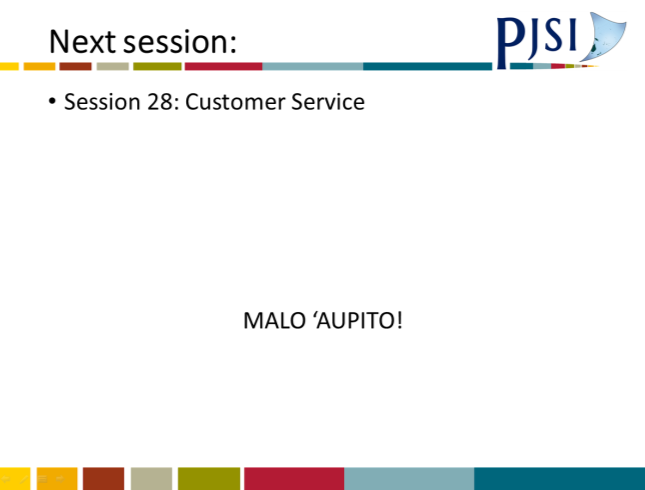 Next session:
PJSI
• Session 28: Customer Service
MALO ‘AUPITO!